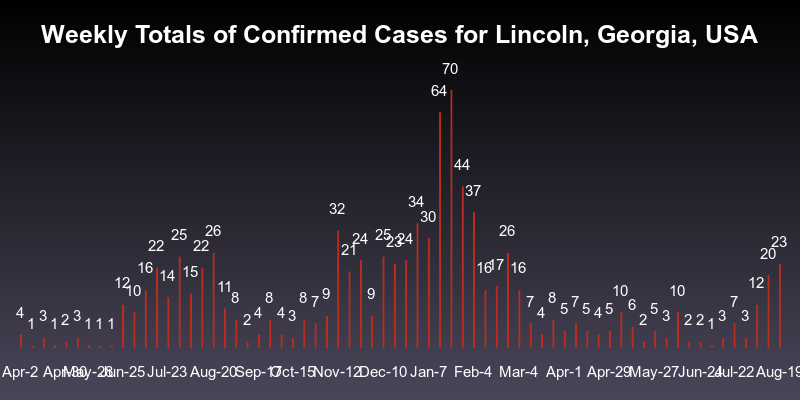 Weekly Totals of Confirmed Cases for Lincoln, Georgia, USA
4 1 3 1 2 3 1 1 1 12 10 16 22 14 25 15 22 26 11 8 2 4 8 4 3 8 7 9 32 21 24 9 25 23 24 34 30 64 70 44 37 16 17 26 16 7 4 8 5 7 5 4 5 10 6 2 5 3 10 2 2 1 3 7 3 12 20 23
Apr-2 Apr-30 May-28 Jun-25 Jul-23 Aug-20 Sep-17 Oct-15 Nov-12 Dec-10 Jan-7 Feb-4 Mar-4 Apr-1 Apr-29 May-27 Jun-24 Jul-22 Aug-19